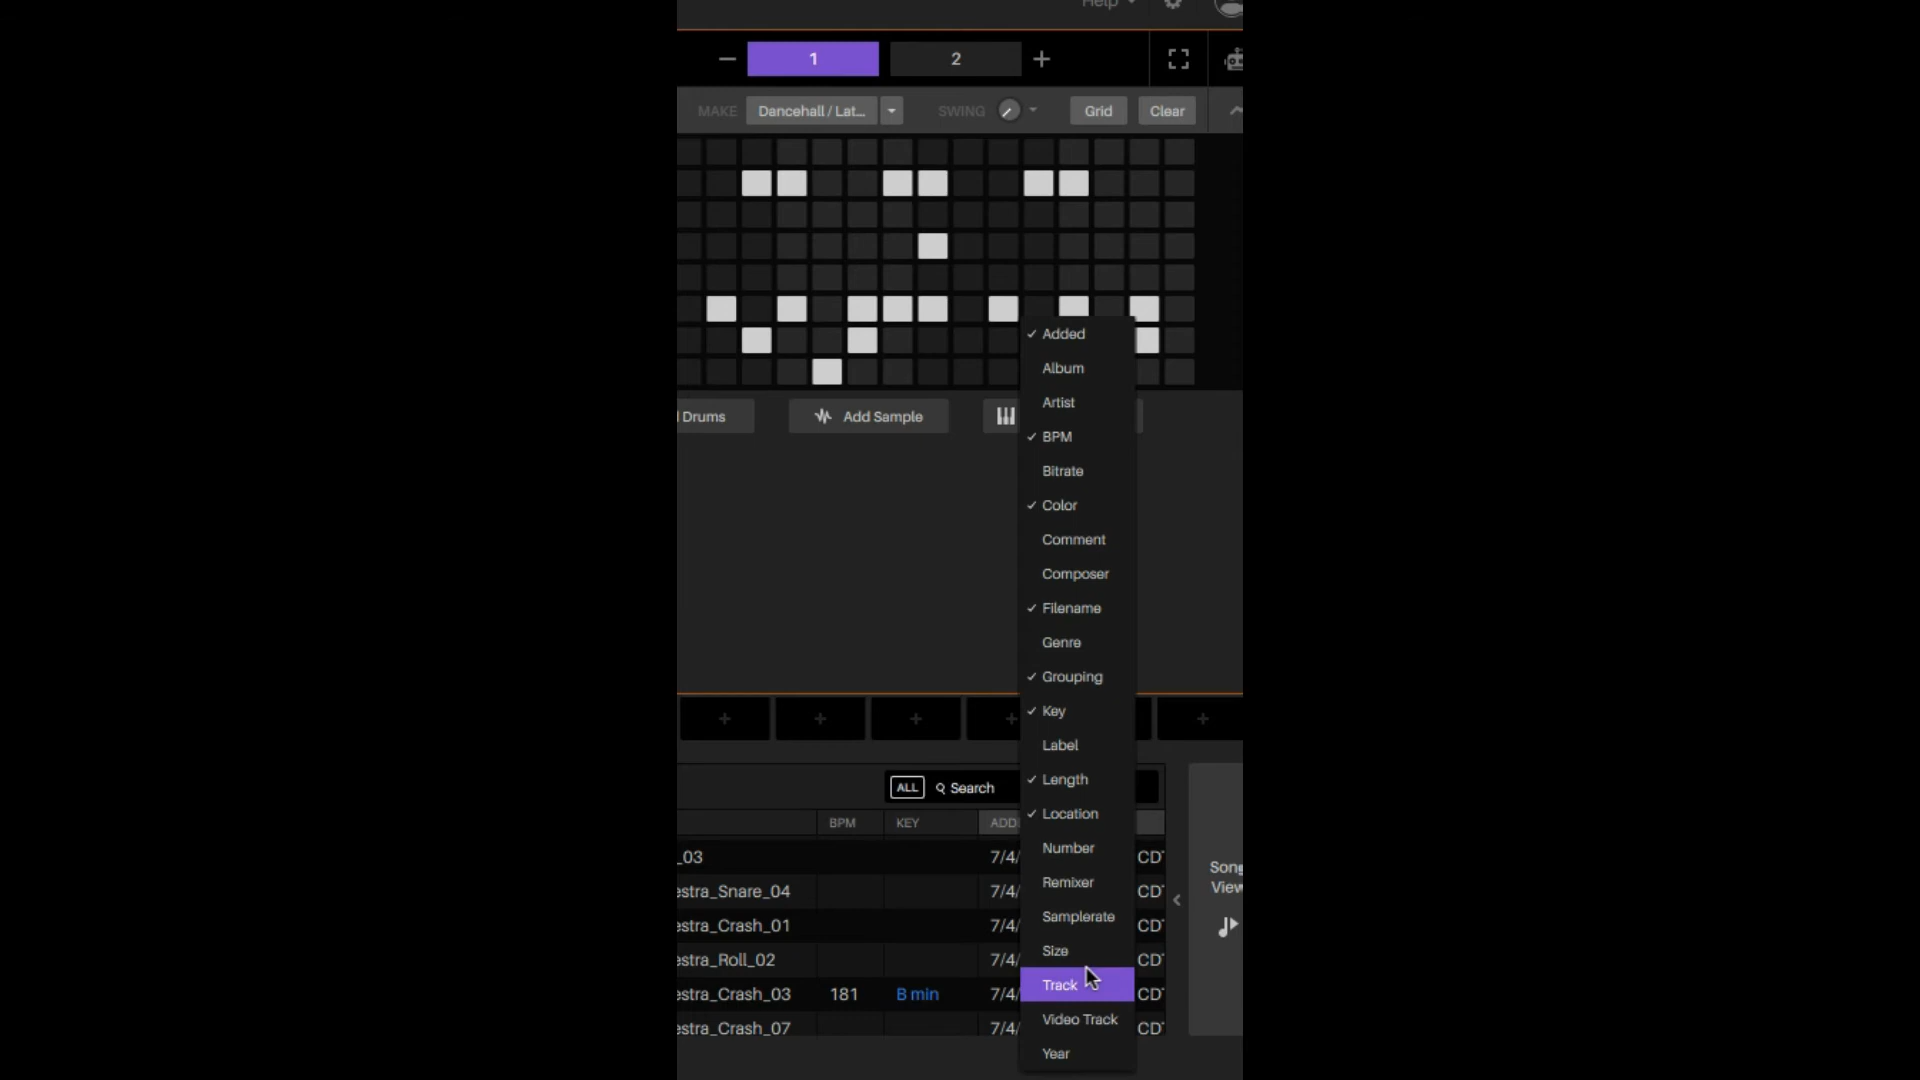 Help
1
2
MAKE
Dancehall / Lat...
SWING
Grid
Clear
Drums
Add Sample
Added
Album
Artist
BPM
Bitrate
Color
Comment
Composer
Filename
Genre
Grouping
Key
Label
Length
Location
Number
Remixer
Samplerate
Size
Track
Video Track
Year
ALL Search
BPM KEY ADD
_03 7/4/ CD
estra_Snare_04 7/4/ CD
estra_Crash_01 7/4/ CD
estra_Roll_02 7/4/ CD
estra_Crash_03 181 B min 7/4/ CD
estra_Crash_07 7/4/ CD
Song
View